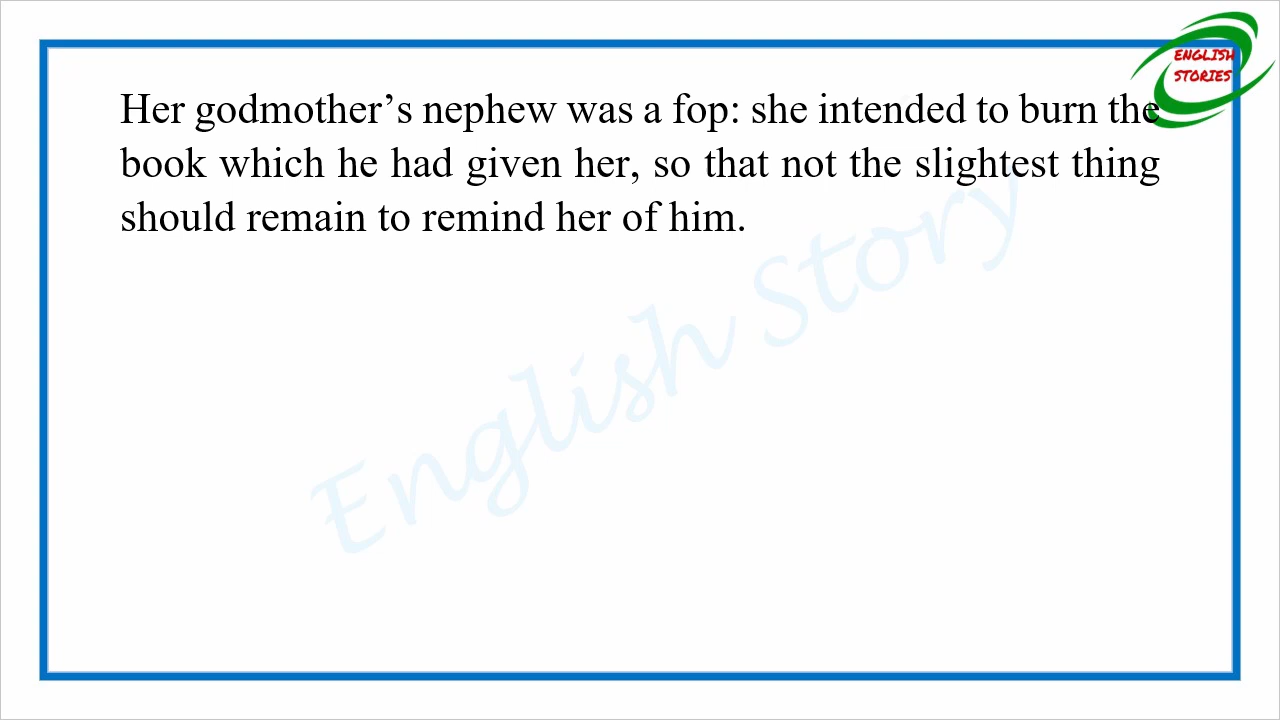 ENGLISH
STORIES
Her godmother’s nephew was a fop: she intended to burn the
book which he had given her, so that not the slightest thing
should remain to remind her of him.
English Story